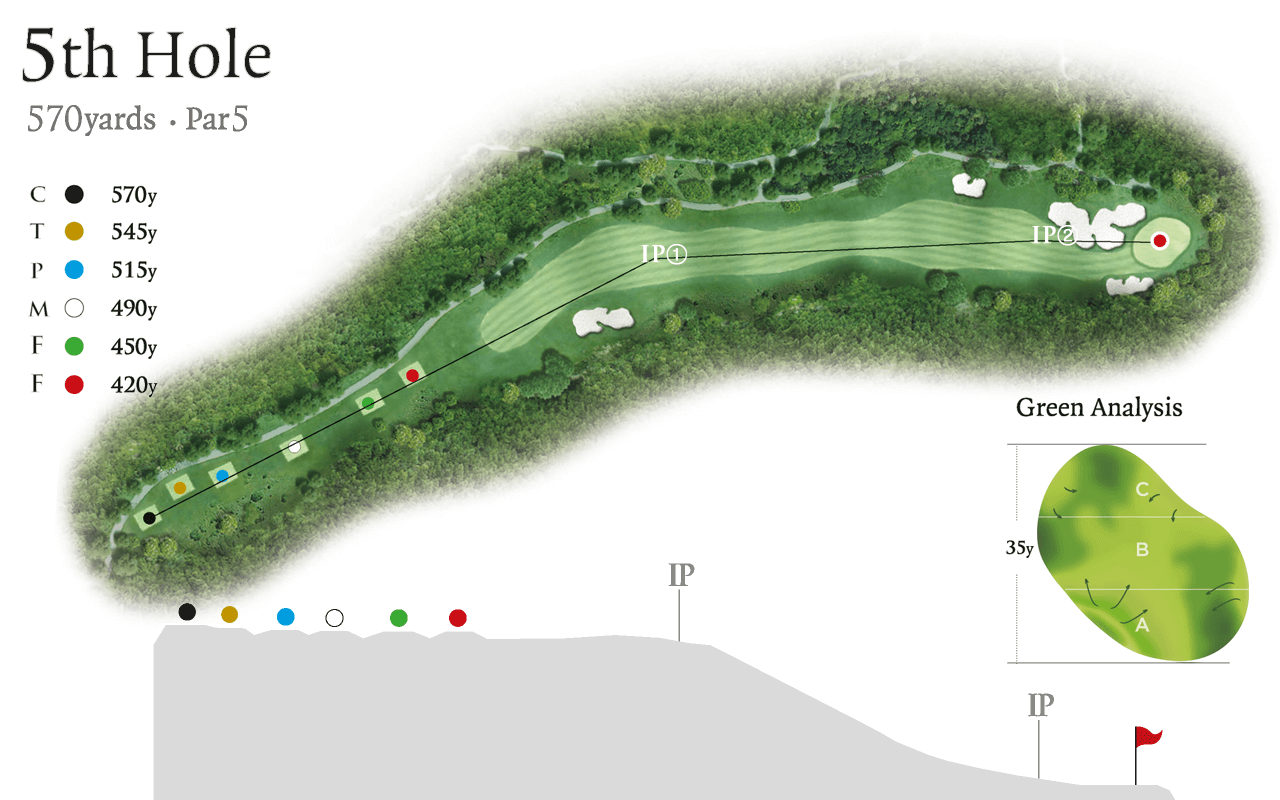 5th Hole
570yards · Par5
C 570y
T 545y
P 515y
M 490y
F 450y
F 420y
IP①
IP②
Green Analysis
C
B
A
35y
IP
IP